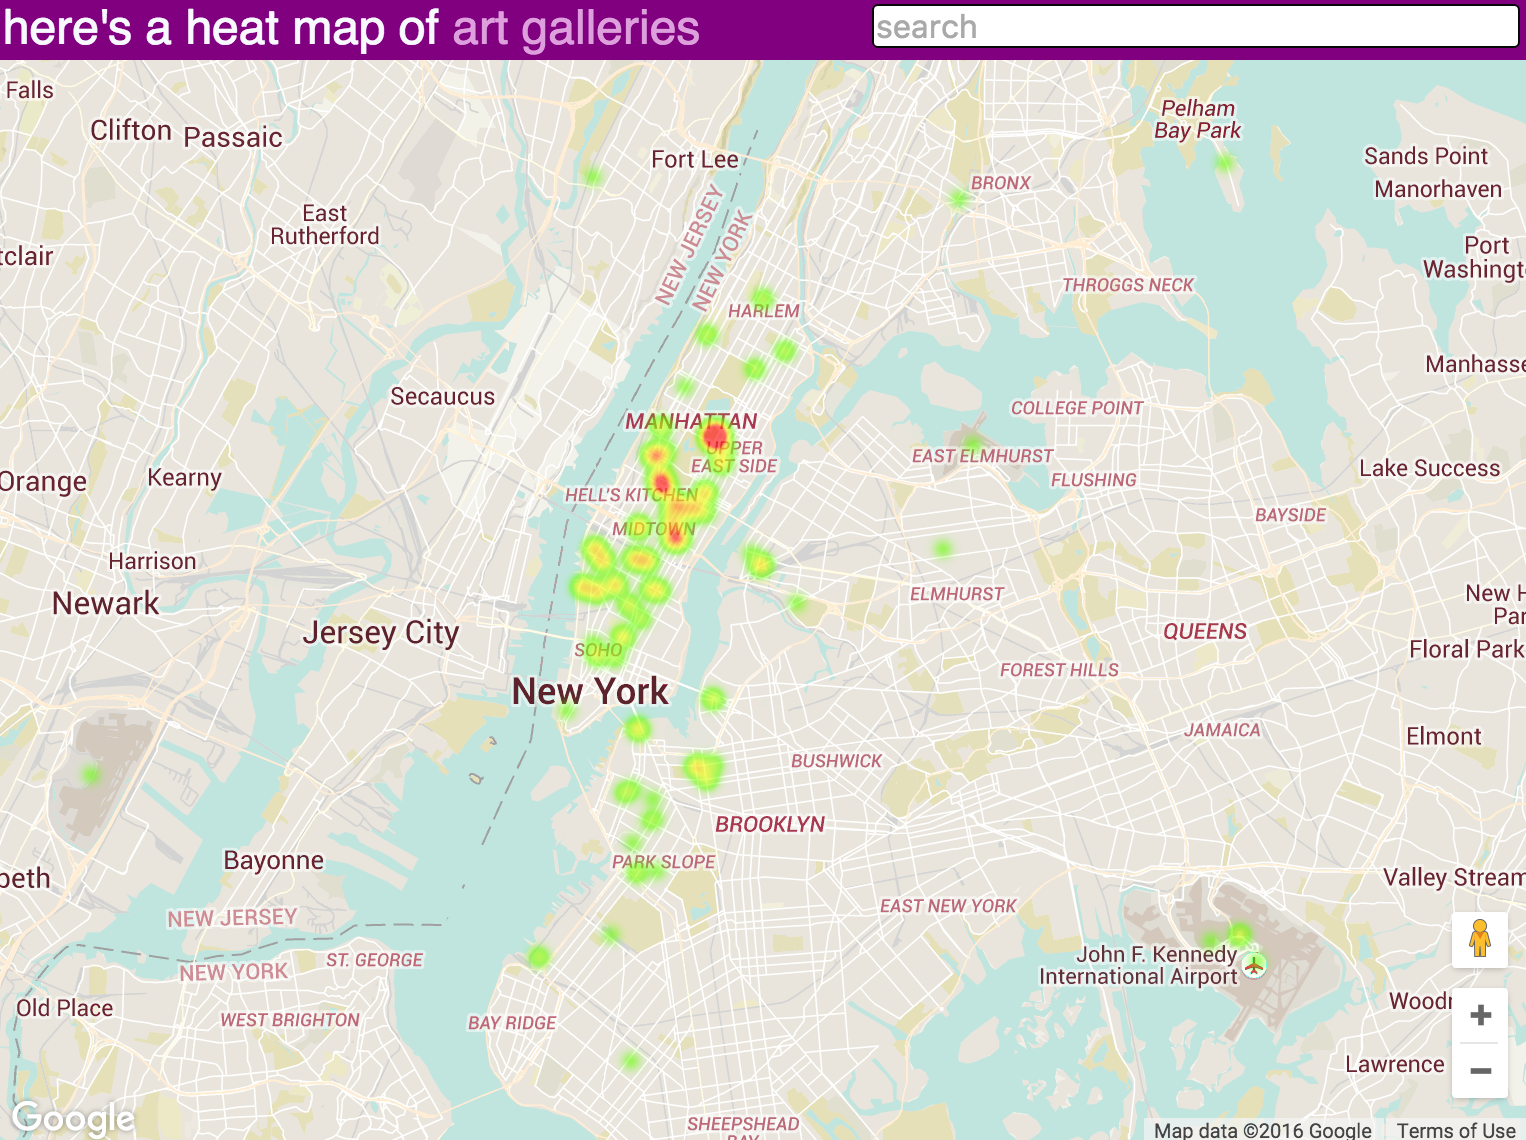 here's a heat map of art galleries
search
Falls
Clifton
Passaic
Fort Lee
Pelham
Bay Park
Sands Point
Manorhaven
BRONX
East
Rutherford
NEW JERSEY
NEW YORK
Port
Washingt
THROGGS NECK
HARLEM
Manhass
Secaucus
MANHATTAN
COLLEGE POINT
UPPER
EAST SIDE
EAST ELMHURST
FLUSHING
Lake Success
Orange
Kearny
HELL'S KITCHEN
MIDTOWN
BAYSIDE
Harrison
Newark
ELMHURST
New H
Par
Jersey City
QUEENS
SOHO
Floral Park
FOREST HILLS
New York
JAMAICA
Elmont
BUSHWICK
BROOKLYN
Bayonne
PARK SLOPE
beth
Valley Stream
NEW JERSEY
EAST NEW YORK
NEW YORK
ST. GEORGE
John F. Kennedy
International Airport
Old Place
WEST BRIGHTON
BAY RIDGE
Woodr
Lawrence
Google
SHEEPSHEAD
BAY
Map data ©2016 Google
Terms of Use